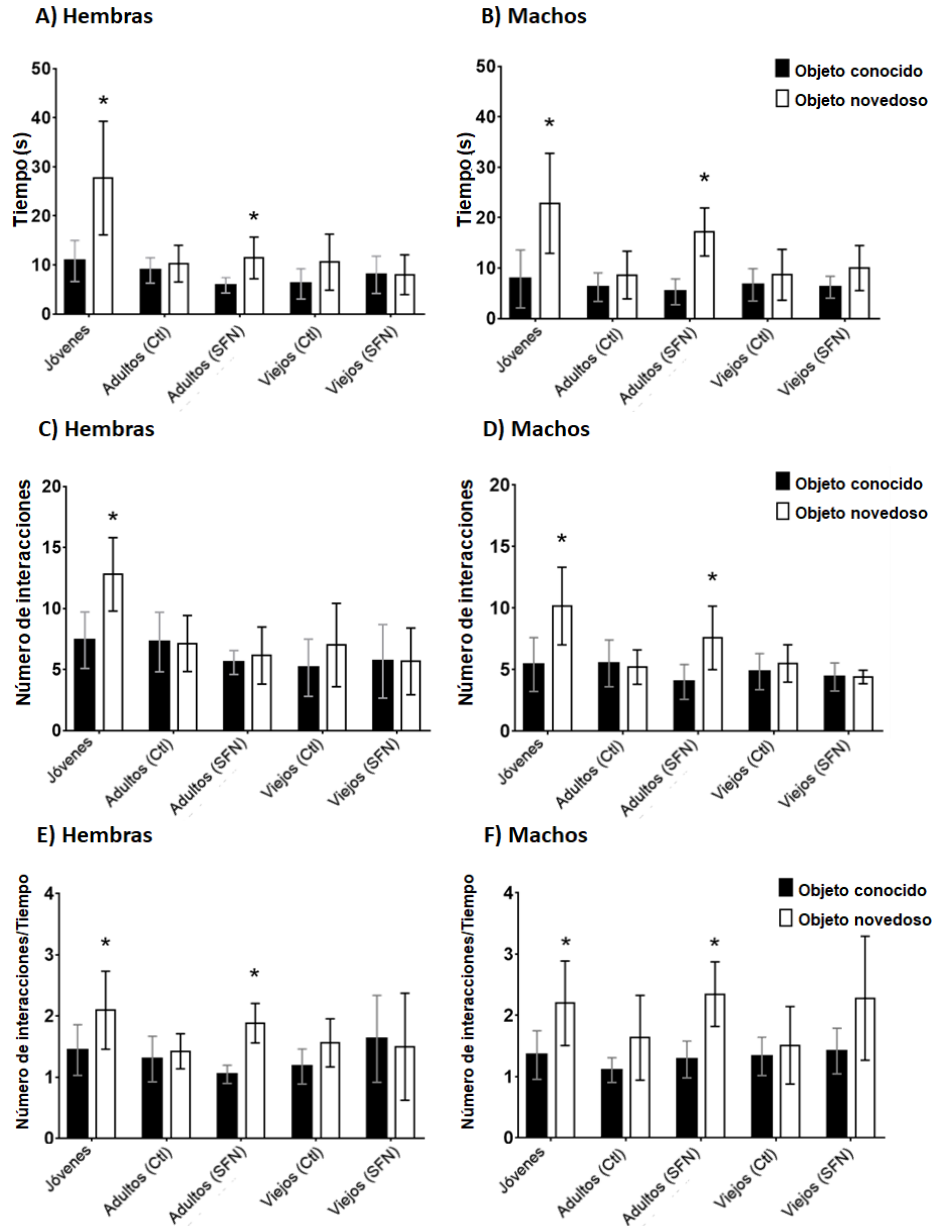 A) Hembras
Tiempo (s)
50
40
30
20
10
0
*
*
Jóvenes
Adultos (Ctl)
Adultos (SFN)
Viejos (Ctl)
Viejos (SFN)
B) Machos
Objeto conocido
Objeto novedoso
Tiempo (s)
50
40
30
20
10
0
*
*
Jóvenes
Adultos (Ctl)
Adultos (SFN)
Viejos (Ctl)
Viejos (SFN)
C) Hembras
Número de interacciones
20
15
10
5
0
*
Jóvenes
Adultos (Ctl)
Adultos (SFN)
Viejos (Ctl)
Viejos (SFN)
D) Machos
Objeto conocido
Objeto novedoso
Número de interacciones
20
15
10
5
0
*
*
Jóvenes
Adultos (Ctl)
Adultos (SFN)
Viejos (Ctl)
Viejos (SFN)
E) Hembras
Número de interacciones/Tiempo
4
3
2
1
0
*
*
Jóvenes
Adultos (Ctl)
Adultos (SFN)
Viejos (Ctl)
Viejos (SFN)
F) Machos
Objeto conocido
Objeto novedoso
Número de interacciones/Tiempo
4
3
2
1
0
*
*
Jóvenes
Adultos (Ctl)
Adultos (SFN)
Viejos (Ctl)
Viejos (SFN)